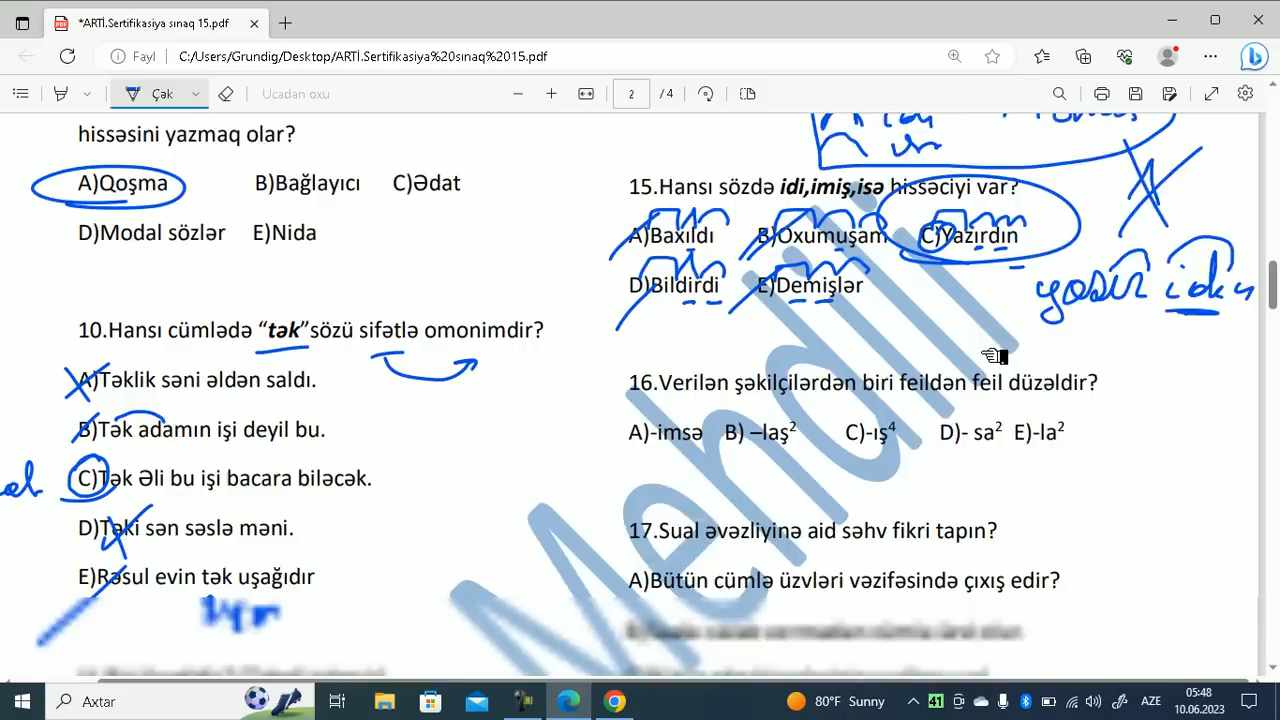 *ARTİ.Sertifikasiya sınaq 15.pdf
Fayl
C:/Users/Grundig/Desktop/ARTİ.Sertifikasiya%20sınaq%2015.pdf
Çək
Ucadan oxu
2 / 4
hissəsini yazmaq olar?
A)Qoşma B)Bağlayıcı C)Ədat
D)Modal sözlər E)Nida
10.Hansı cümlədə “tək”sözü sifətlə omonimdir?
A)Təklik səni əldən saldı.
B)Tək adamın işi deyil bu.
C)Tək Əli bu işi bacara biləcək.
D)Təki sən səslə məni.
E)Rəsul evin tək uşağıdır
15.Hansı sözdə idi,imiş,isə hissəciyi var?
A)Baxıldı B)Oxumuşam C)Yazırdın
D)Bildirdi E)Demişlər
16.Verilən şəkilçilərdən biri feildən feil düzəldir?
A)-imsə B) –laş² C)-ış⁴ D)- sa² E)-la²
17.Sual əvəzliyinə aid səhv fikri tapın?
A)Bütün cümlə üzvləri vəzifəsində çıxış edir?
Mehdili
Axtar
80°F Sunny
41
AZE
05:48
10.06.2023